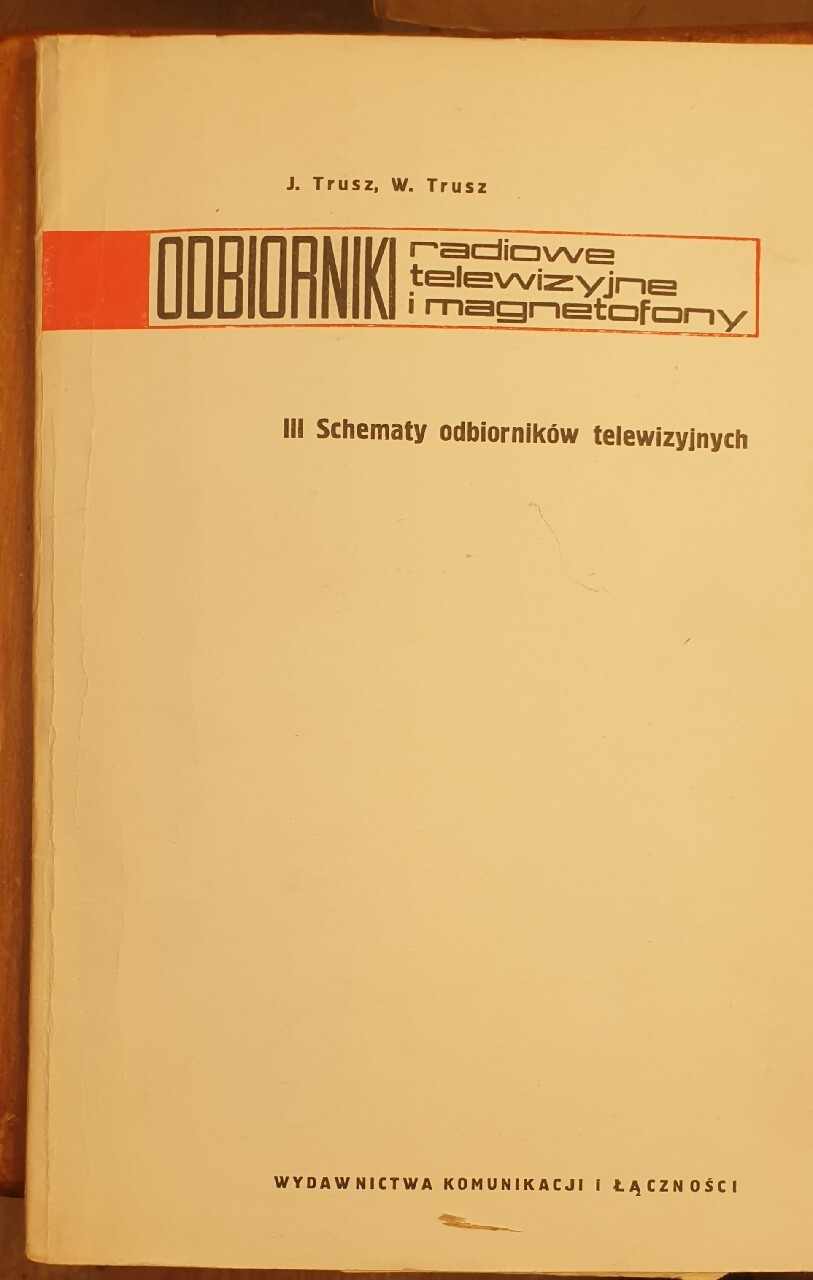 J. Trusz, W. Trusz
ODBIORNIKI
radiowe
telewizyjne
i magnetofony
III Schematy odbiorników telewizyjnych
WYDAWNICTWA KOMUNIKACJI i ŁĄCZNOŚCI